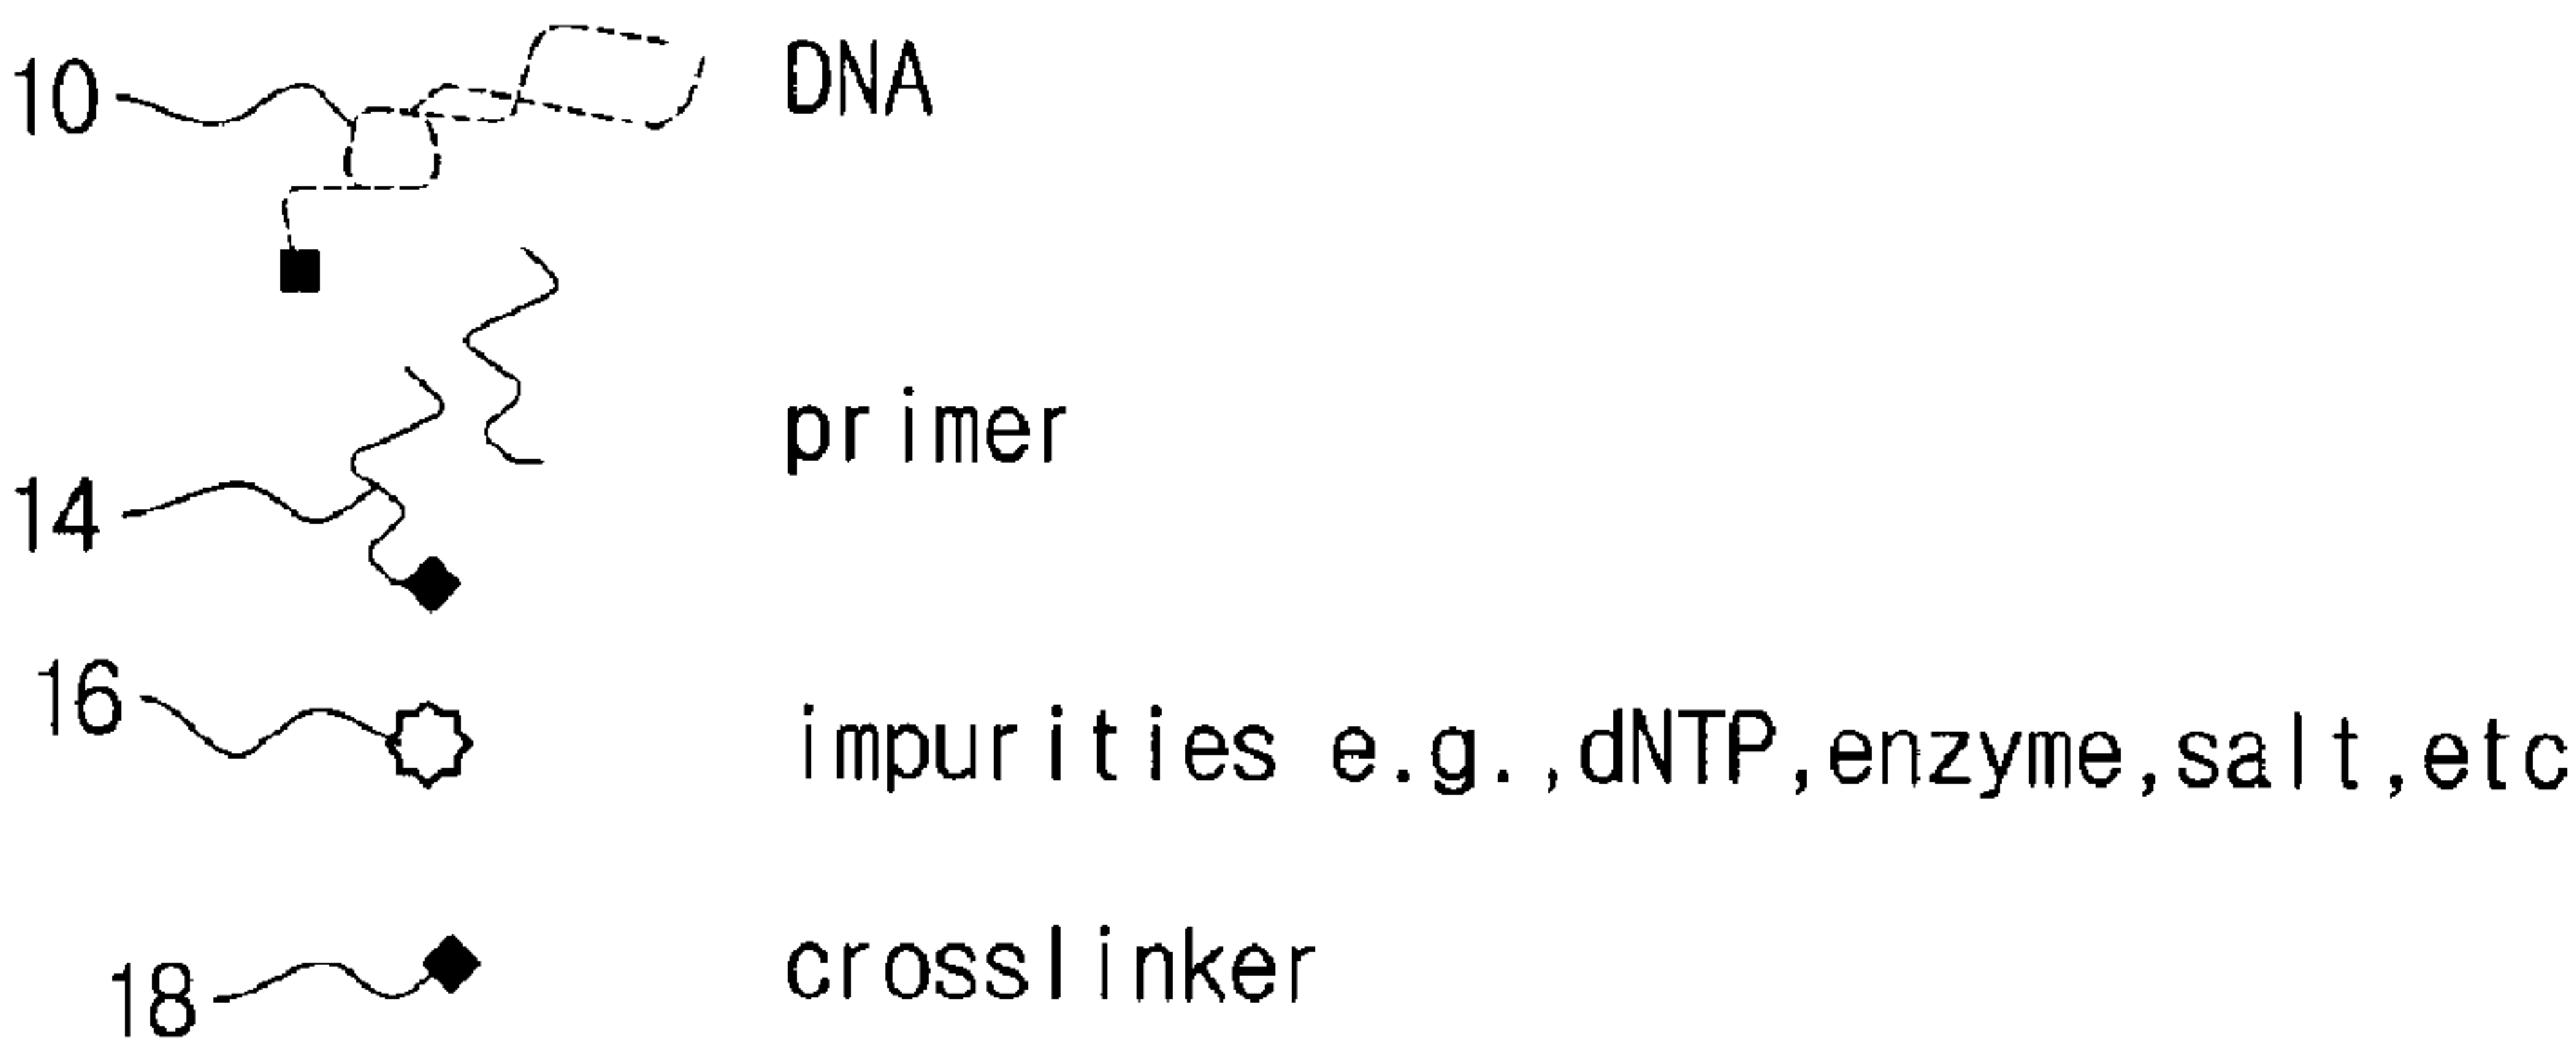 10 DNA
primer
14
16 impurities e.g.,dNTP,enzyme,salt,etc
18 crosslinker